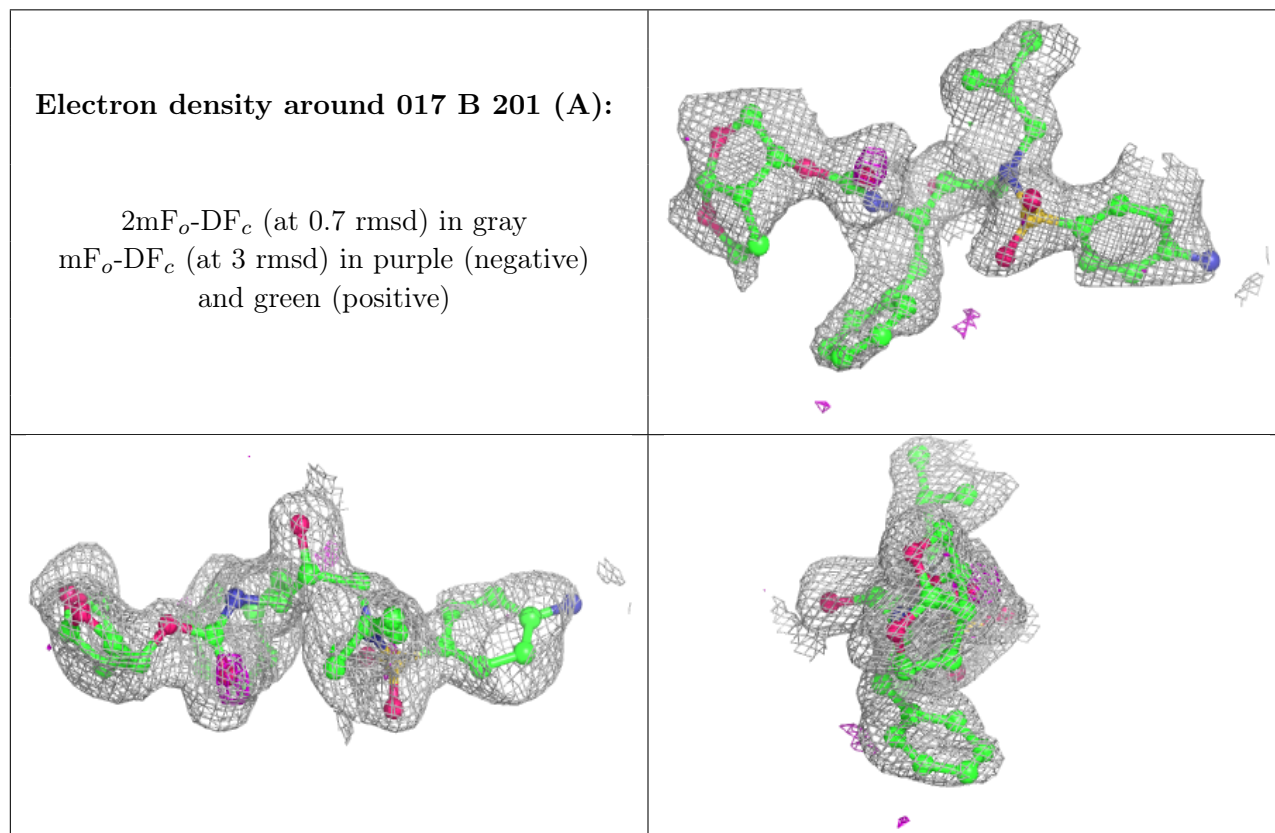 Electron density around 017 B 201 (A):
2mFₒ-DF𝒸 (at 0.7 rmsd) in gray
mFₒ-DF𝒸 (at 3 rmsd) in purple (negative)
and green (positive)